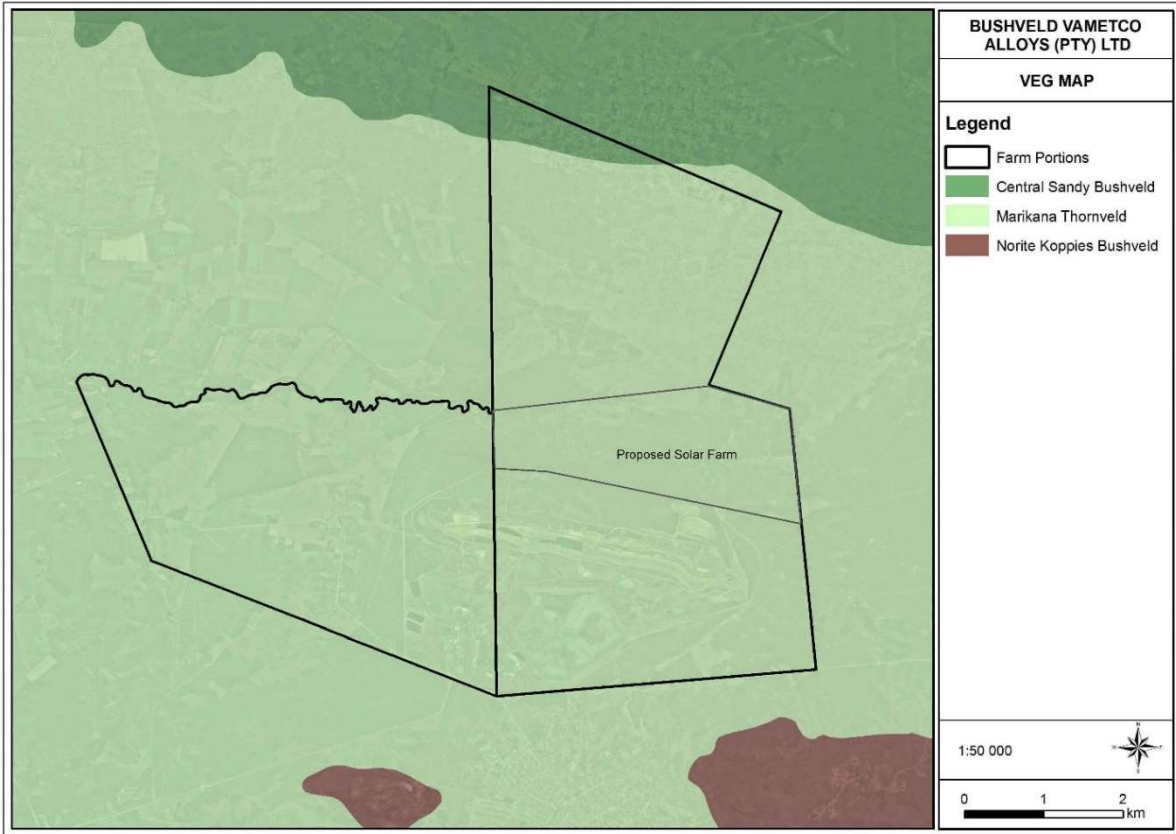 BUSHVELD VAMETCO
ALLOYS (PTY) LTD
VEG MAP
Legend
Farm Portions
Central Sandy Bushveld
Marikana Thornveld
Norite Koppies Bushveld
Proposed Solar Farm
1:50 000
N
W
E
S
0 1 2
km